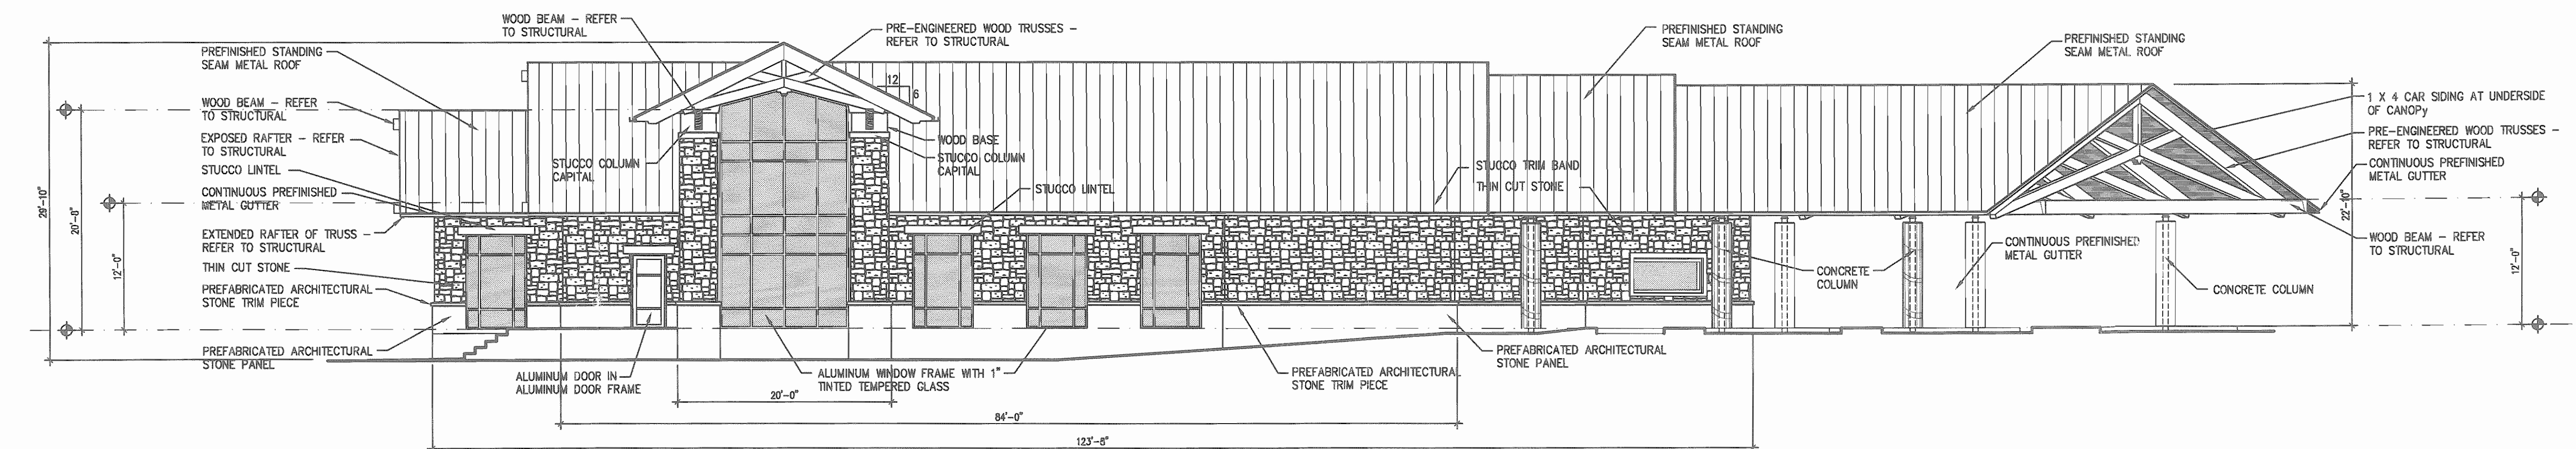 WOOD BEAM - REFER
TO STRUCTURAL
PRE-ENGINEERED WOOD TRUSSES -
REFER TO STRUCTURAL
PREFINISHED STANDING
SEAM METAL ROOF
PREFINISHED STANDING
SEAM METAL ROOF
PREFINISHED STANDING
SEAM METAL ROOF
12
6
WOOD BEAM - REFER
TO STRUCTURAL
EXPOSED RAFTER - REFER
TO STRUCTURAL
STUCCO LINTEL
CONTINUOUS PREFINISHED
METAL GUTTER
EXTENDED RAFTER OF TRUSS -
REFER TO STRUCTURAL
THIN CUT STONE
PREFABRICATED ARCHITECTURAL
STONE TRIM PIECE
PREFABRICATED ARCHITECTURAL
STONE PANEL
29'-10"
20'-8"
12'-0"
STUCCO COLUMN
CAPITAL
WOOD BASE
STUCCO COLUMN
CAPITAL
STUCCO LINTEL
STUCCO TRIM BAND
THIN CUT STONE
1 X 4 CAR SIDING AT UNDERSIDE
OF CANOPy
PRE-ENGINEERED WOOD TRUSSES -
REFER TO STRUCTURAL
CONTINUOUS PREFINISHED
METAL GUTTER
WOOD BEAM - REFER
TO STRUCTURAL
22'-10"
12'-0"
CONTINUOUS PREFINISHED
METAL GUTTER
CONCRETE
COLUMN
CONCRETE COLUMN
ALUMINUM DOOR IN
ALUMINUM DOOR FRAME
ALUMINUM WINDOW FRAME WITH 1"
TINTED TEMPERED GLASS
PREFABRICATED ARCHITECTURAL
STONE TRIM PIECE
PREFABRICATED ARCHITECTURAL
STONE PANEL
20'-0"
84'-0"
123'-8"